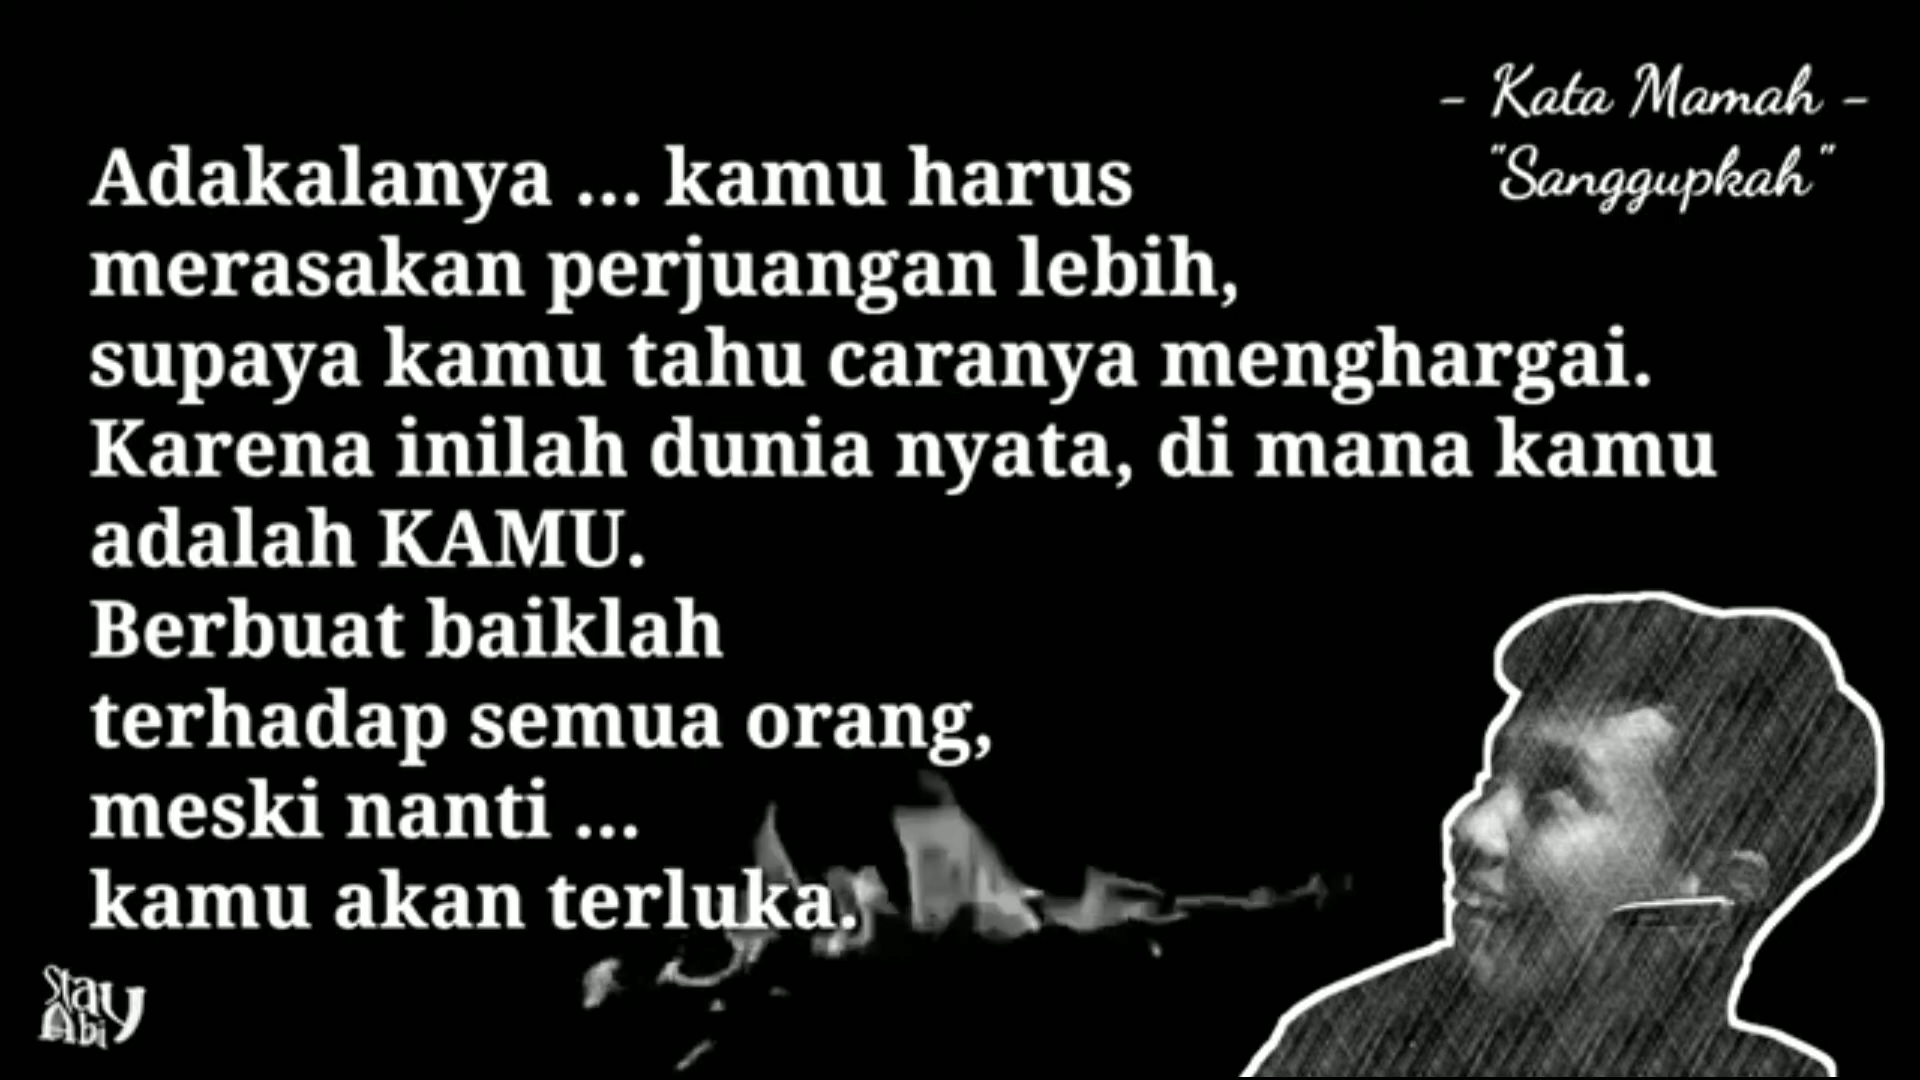 - Kata Mamah -
"Sanggupkah"
Adakalanya ... kamu harus
merasakan perjuangan lebih,
supaya kamu tahu caranya menghargai.
Karena inilah dunia nyata, di mana kamu
adalah KAMU.
Berbuat baiklah
terhadap semua orang,
meski nanti ...
kamu akan terluka.
Stay
Abi